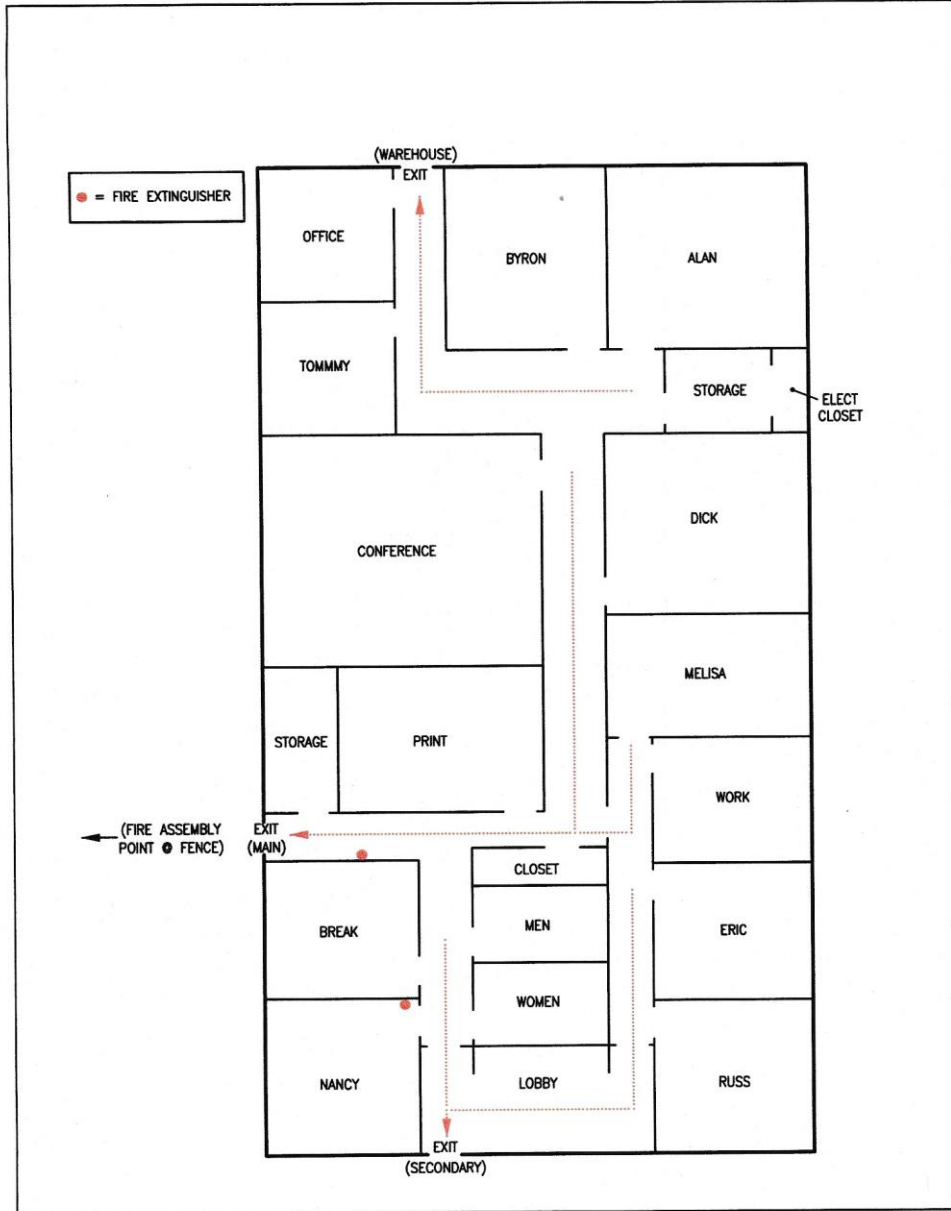 (WAREHOUSE)
EXIT
● = FIRE EXTINGUISHER
OFFICE
BYRON
ALAN
TOMMMY
STORAGE
ELECT
CLOSET
CONFERENCE
DICK
MELISA
STORAGE
PRINT
WORK
(FIRE ASSEMBLY
POINT @ FENCE)
EXIT
(MAIN)
CLOSET
BREAK
MEN
ERIC
WOMEN
NANCY
LOBBY
RUSS
EXIT
(SECONDARY)